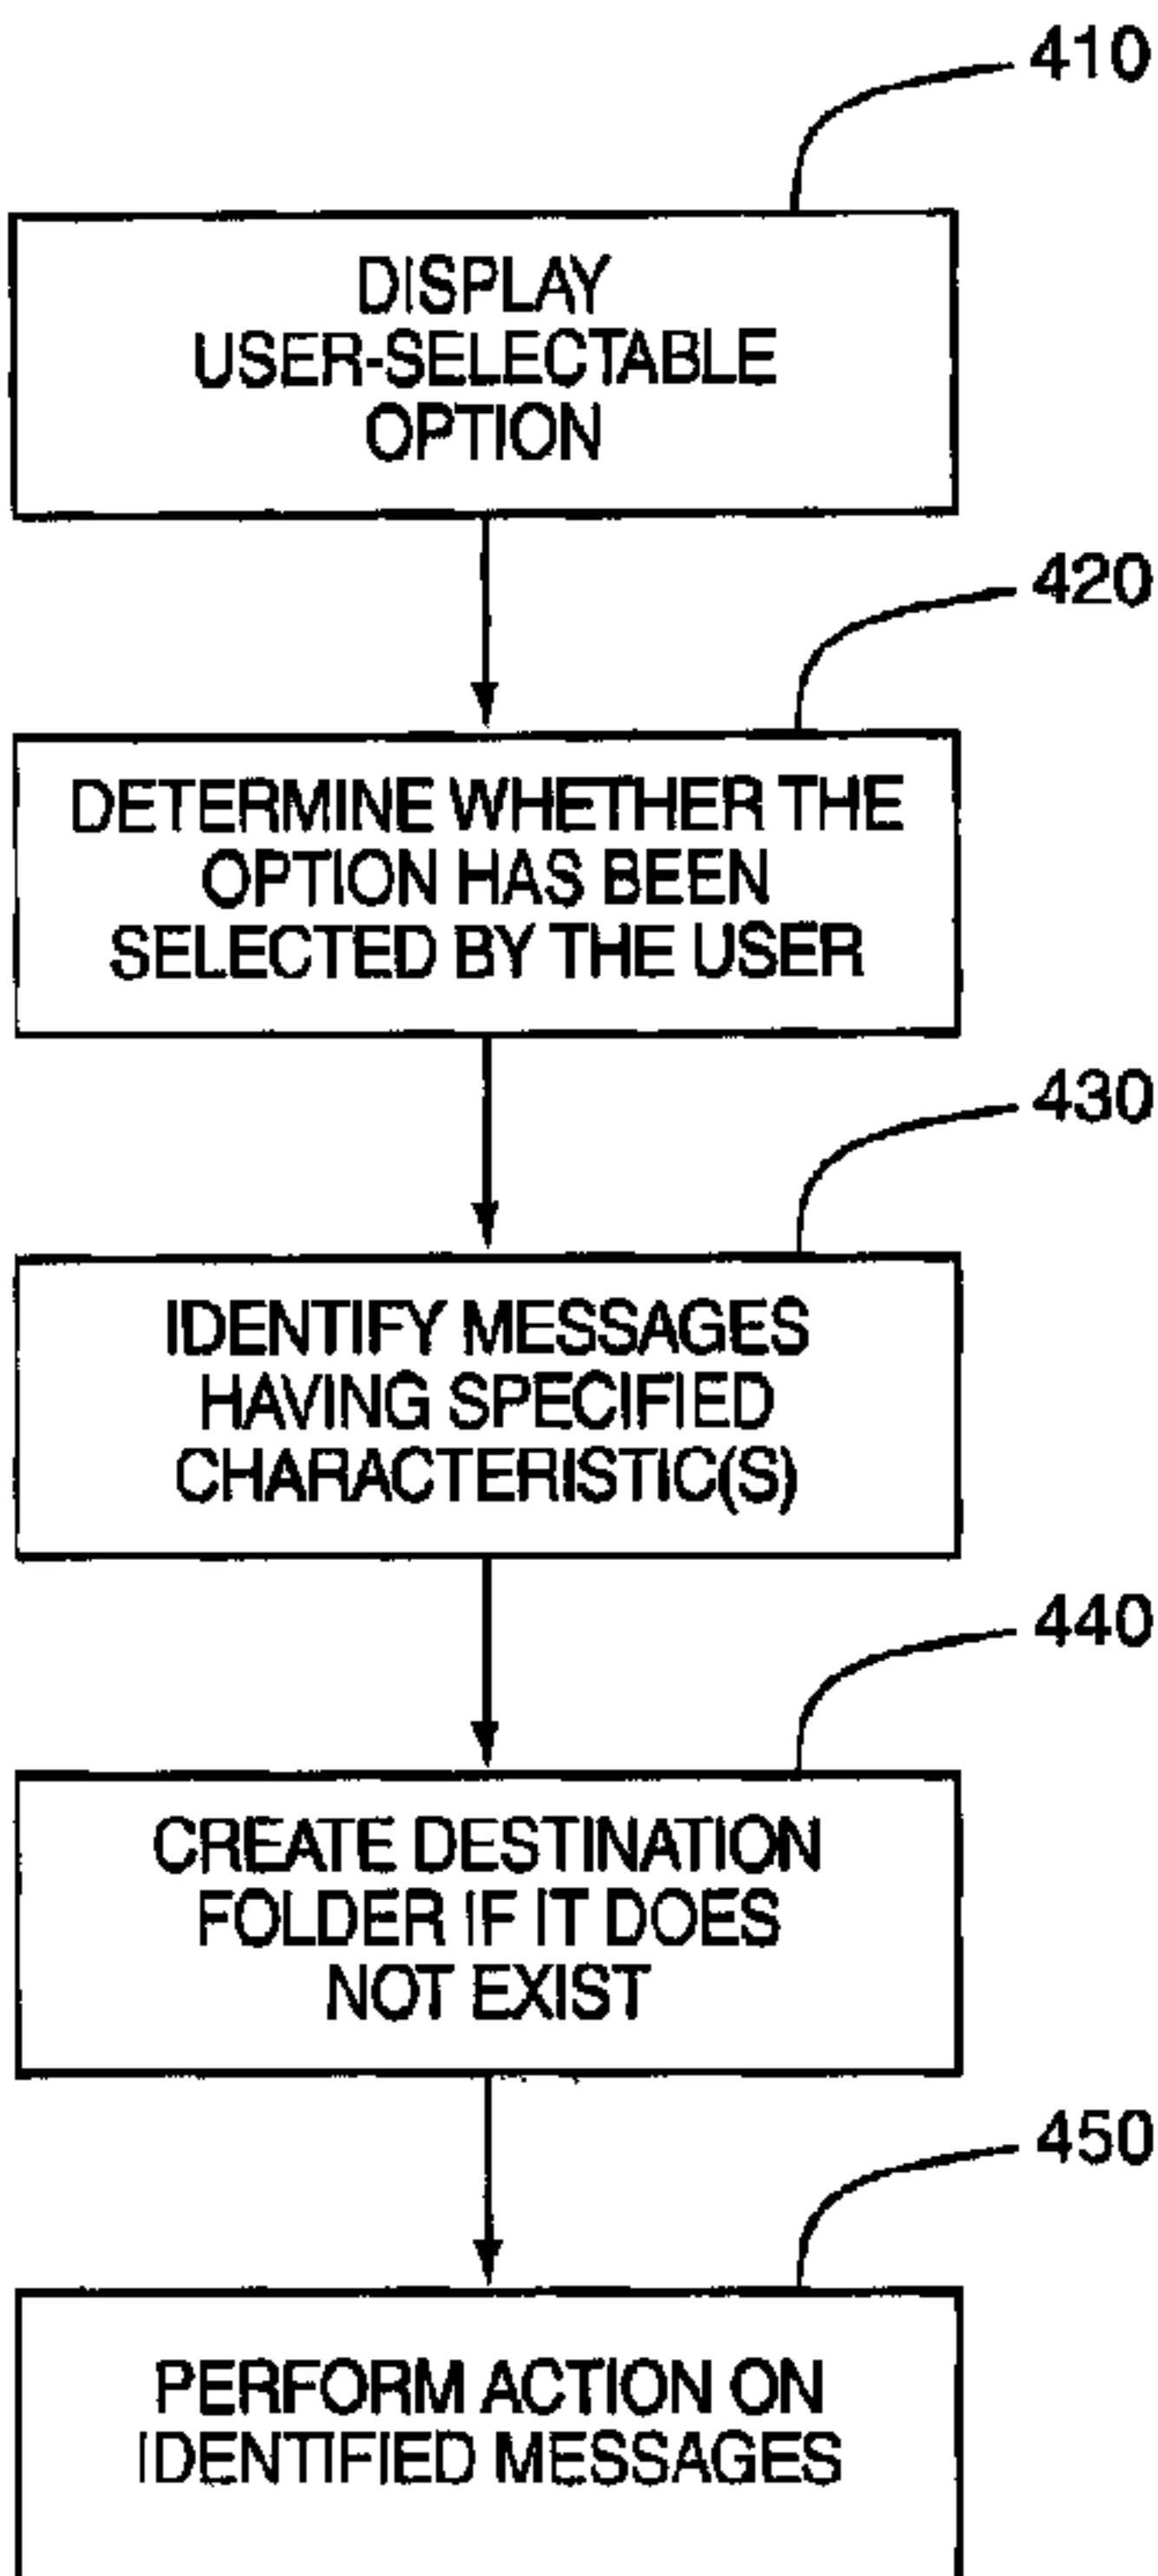 410
DISPLAY
USER-SELECTABLE
OPTION
420
DETERMINE WHETHER THE
OPTION HAS BEEN
SELECTED BY THE USER
430
IDENTIFY MESSAGES
HAVING SPECIFIED
CHARACTERISTIC(S)
440
CREATE DESTINATION
FOLDER IF IT DOES
NOT EXIST
450
PERFORM ACTION ON
IDENTIFIED MESSAGES